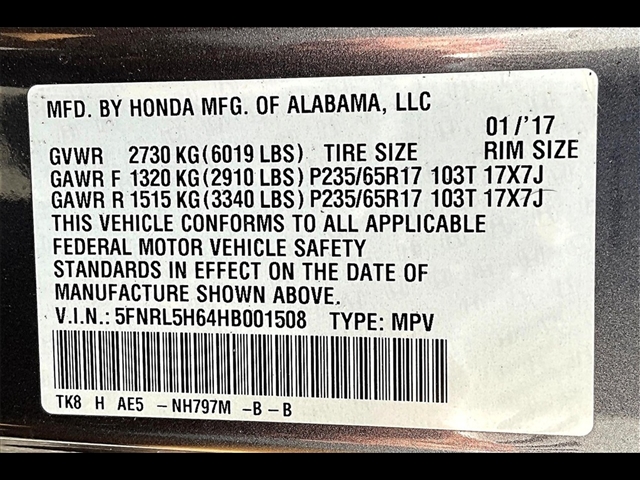 MFD. BY HONDA MFG. OF ALABAMA, LLC
01/'17
GVWR 2730 KG(6019 LBS) TIRE SIZE RIM SIZE
GAWR F 1320 KG(2910 LBS)P235/65R17 103T 17X7J
GAWR R 1515 KG(3340 LBS)P235/65R17 103T 17X7J
THIS VEHICLE CONFORMS TO ALL APPLICABLE
FEDERAL MOTOR VEHICLE SAFETY
STANDARDS IN EFFECT ON THE DATE OF
MANUFACTURE SHOWN ABOVE.
V.I.N.: 5FNRL5H64HB001508 TYPE: MPV
TK8 H AE5 -NH797M -B-B